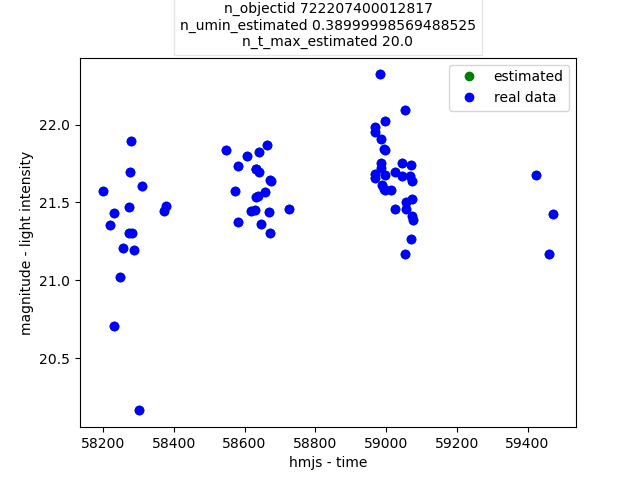 n_objectid 722207400012817
n_umin_estimated 0.38999998569488525
n_t_max_estimated 20.0
estimated
real data
22.0
21.5
21.0
20.5
magnitude - light intensity
58200 58400 58600 58800 59000 59200 59400
hmjs - time